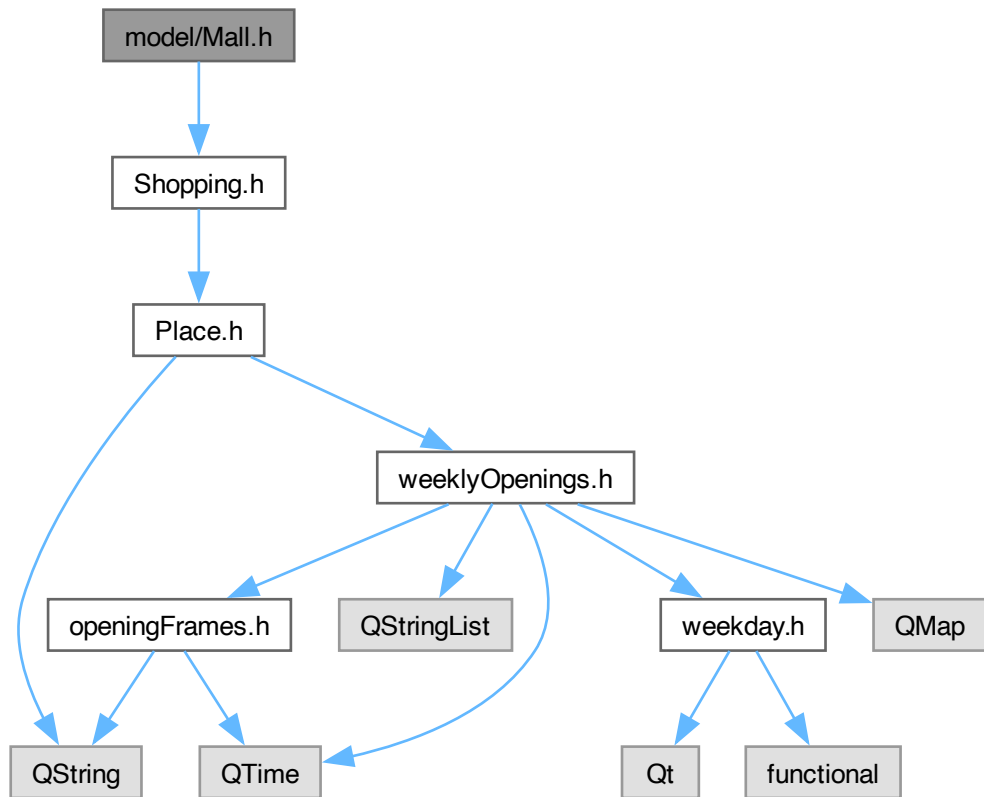 model/Mall.h
Shopping.h
Place.h
weeklyOpenings.h
openingFrames.h
QStringList
weekday.h
QMap
QString
QTime
Qt
functional